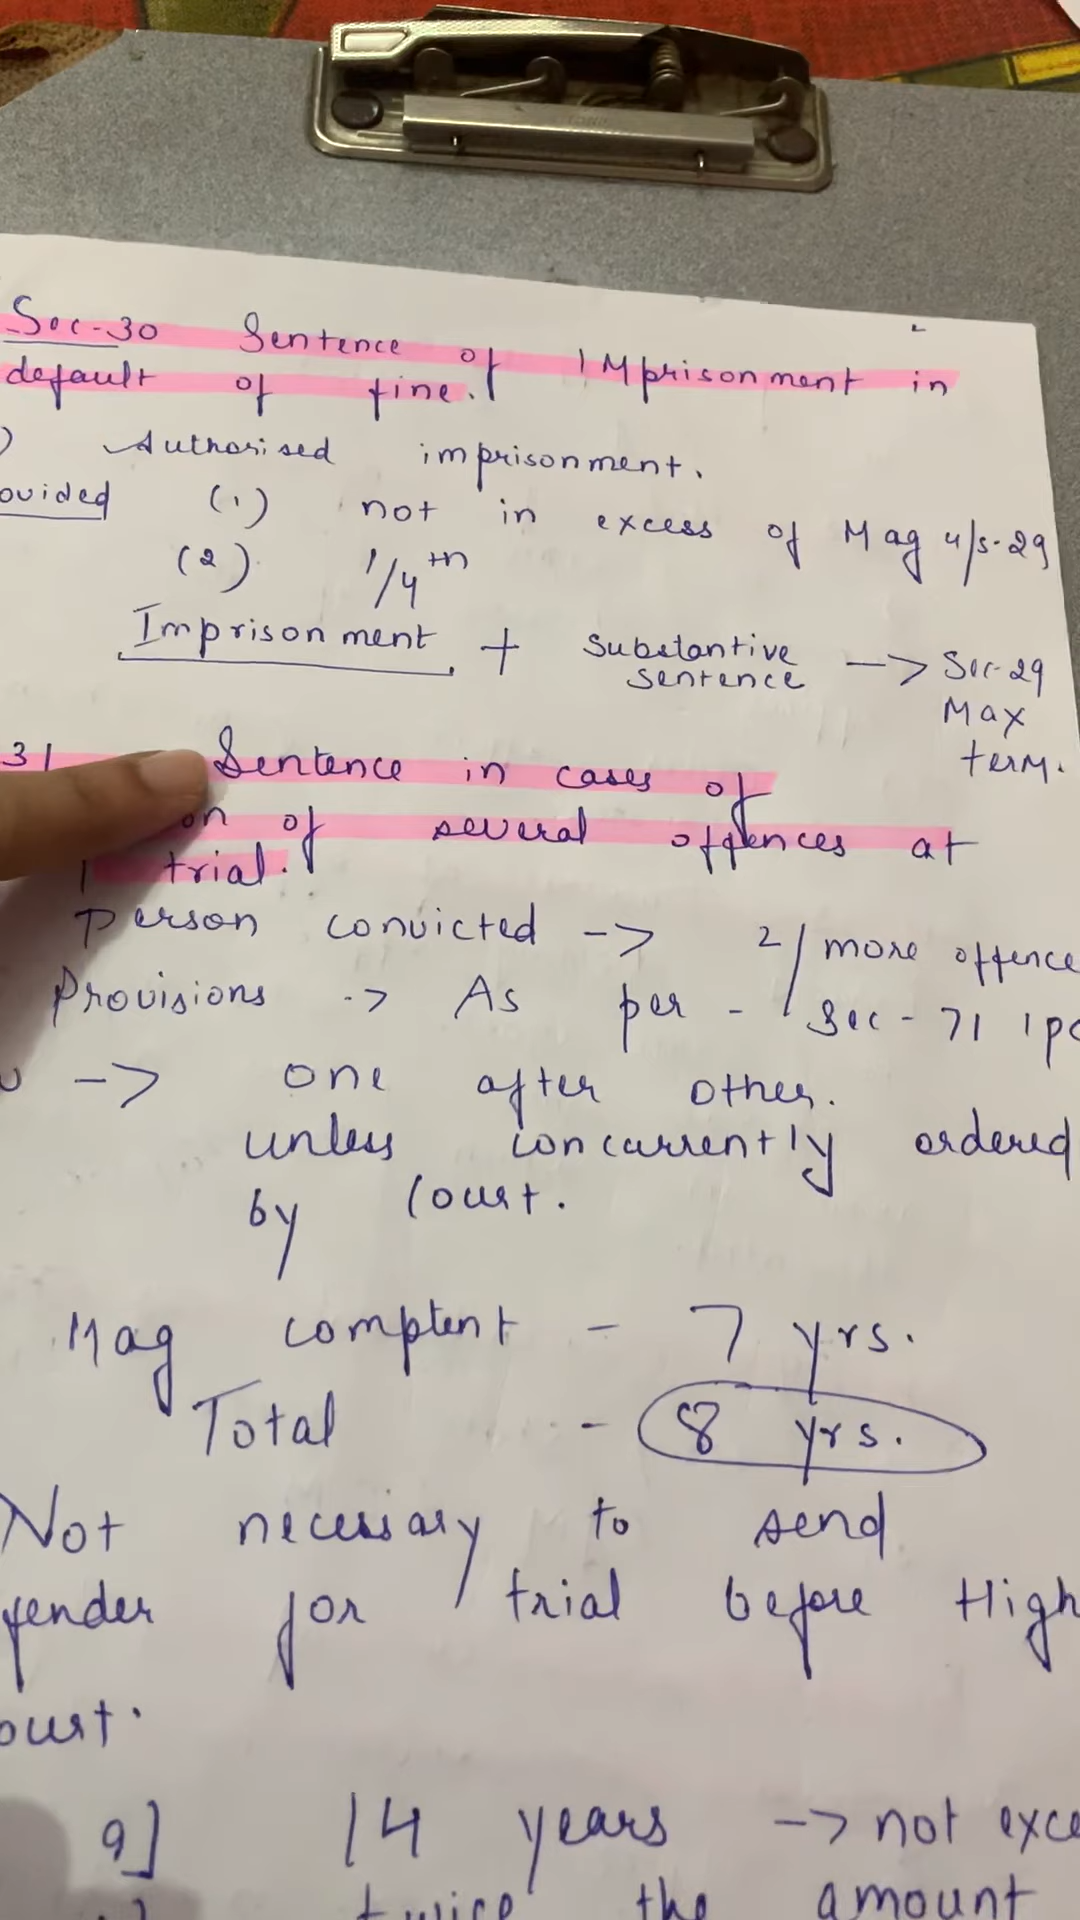 Sec-30 Sentence of Imprisonment in
default of fine.
Authorised imprisonment.
ovided (1) not in excess of Mag u/s-29
(2) 1/4th
Imprisonment + Substantive sentence -> Sec-29 Max term.
31 Sentence in cases of
on of several offences at
1 trial.
Person convicted -> 2/more offence
Provisions -> As per - Sec-71 IPC
-> one after other.
unless concurrently ordered
by Court.
Mag comptent - 7 yrs.
Total - 8 yrs.
Not necessary to send
fender for trial before High
ourt.
a] 14 years -> not exce
twice the amount